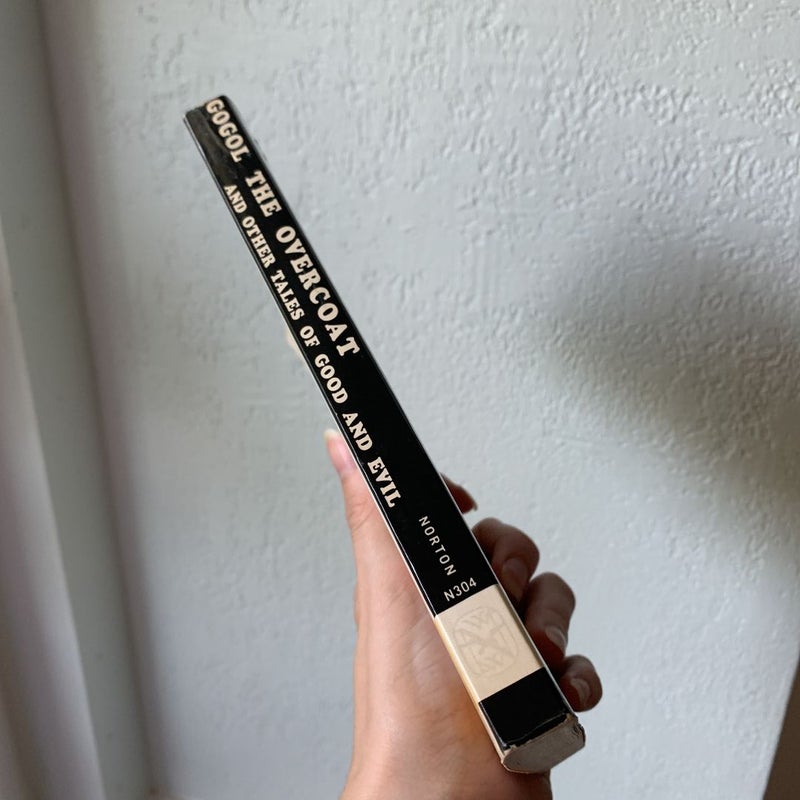 GOGOL THE OVERCOAT
AND OTHER TALES OF GOOD AND EVIL
NORTON
N304